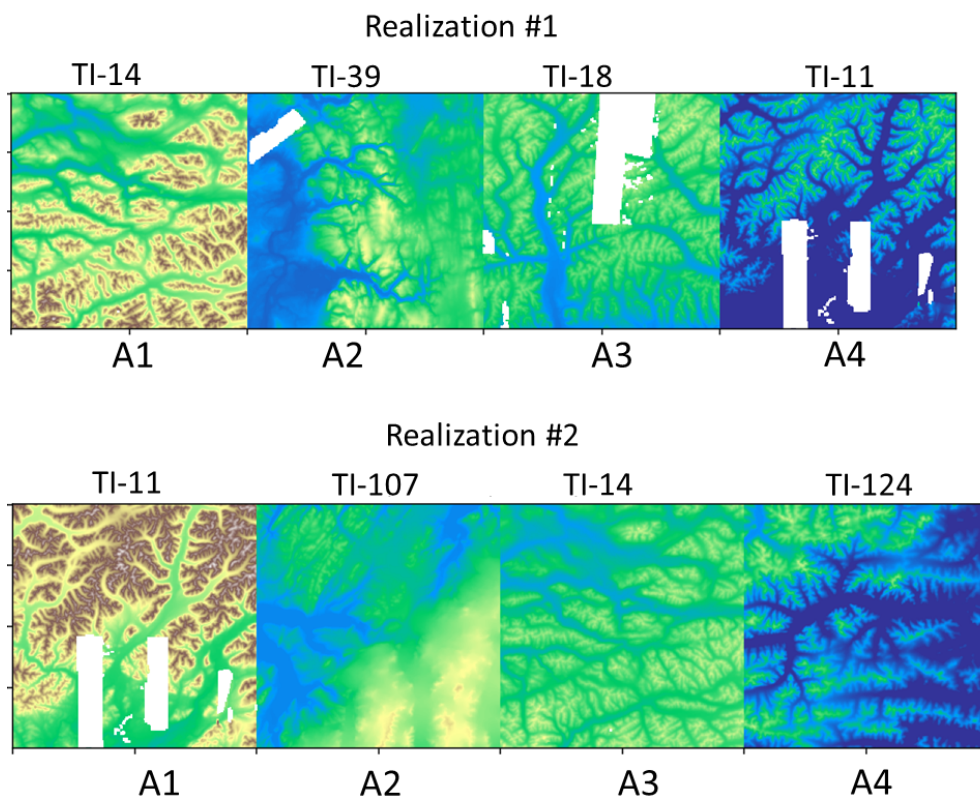 Realization #1
TI-14 TI-39 TI-18 TI-11
A1 A2 A3 A4
Realization #2
TI-11 TI-107 TI-14 TI-124
A1 A2 A3 A4